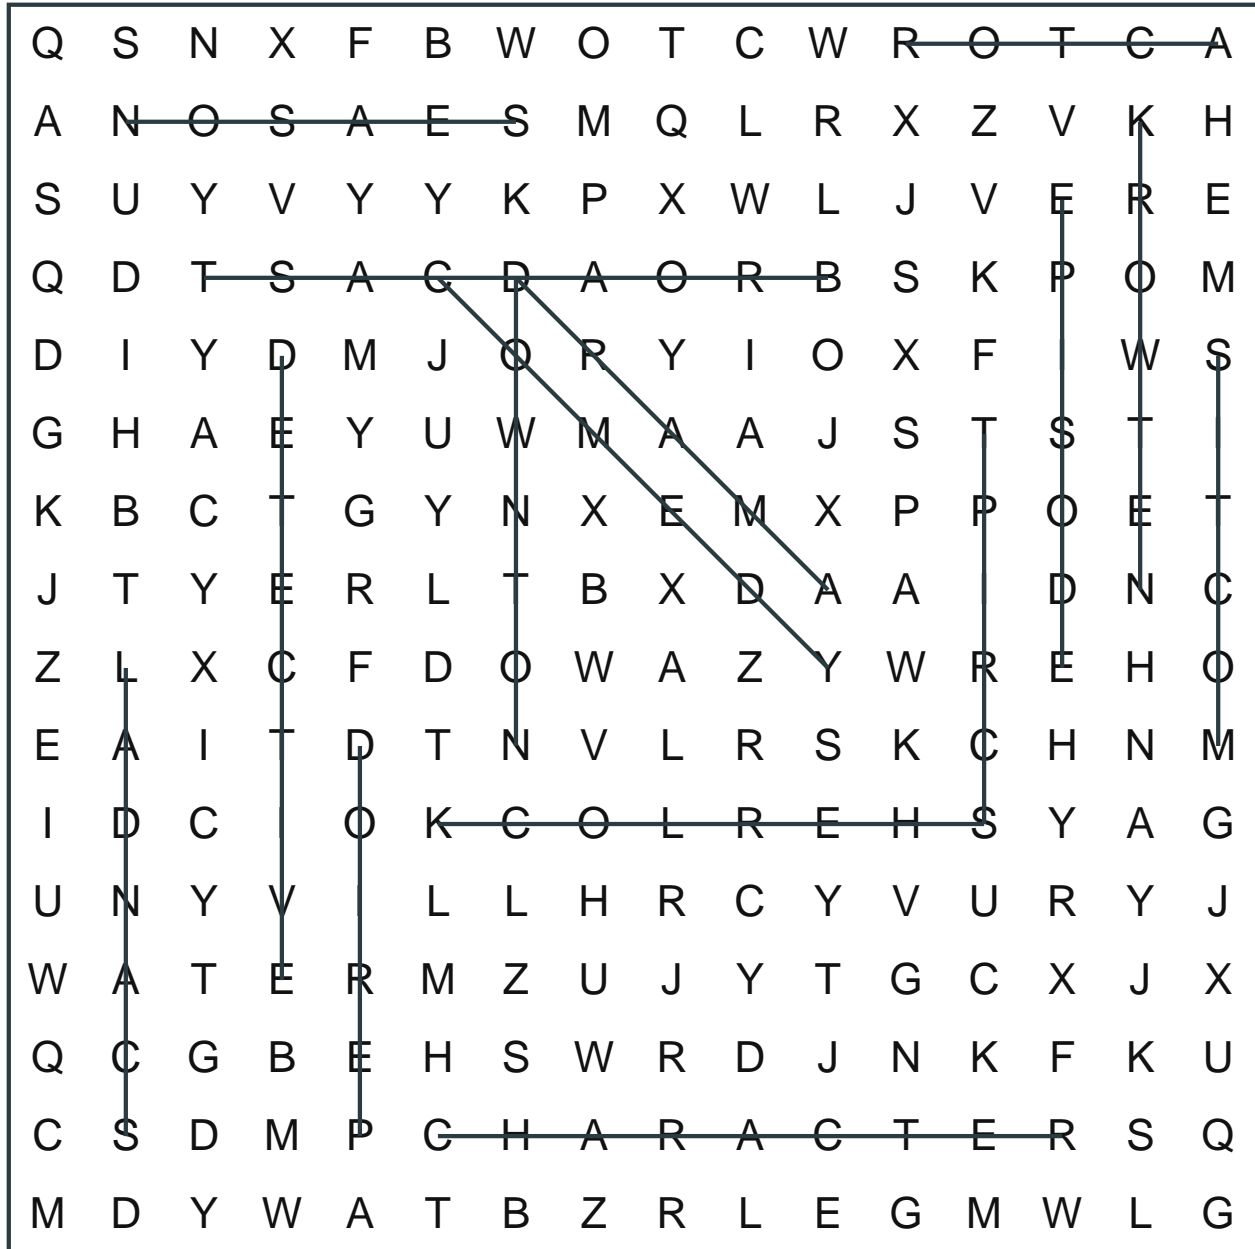 Q S N X F B W O T C W R O T C A
A N O S A E S M Q L R X Z V K H
S U Y V Y Y K P X W L J V E R E
Q D T S A C D A O R B S K P O M
D I Y D M J O R Y I O X F I W S
G H A E Y U W M A A J S T S T I
K B C T G Y N X E M X P P O E T
J T Y E R L T B X D A A I D N C
Z L X C F D O W A Z Y W R E H O
E A I T D T N V L R S K C H N M
I D C I O K C O L R E H S Y A G
U N Y V I L L H R C Y V U R Y J
W A T E R M Z U J Y T G C X J X
Q C G B E H S W R D J N K F K U
C S D M P C H A R A C T E R S Q
M D Y W A T B Z R L E G M W L G